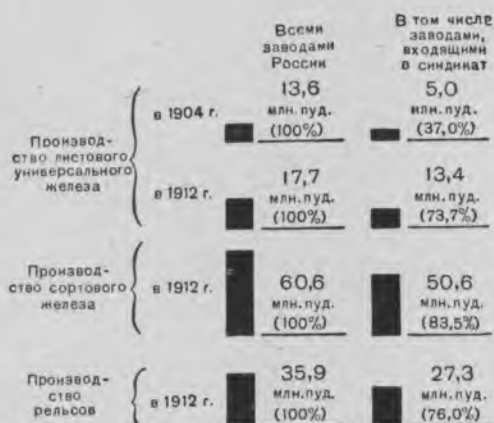 Всеми
заводами
России
В том числе
заводами,
входящими
в синдикат
Производ-
ство листового
универсального
железа
в 1904 г.
13,6
млн. пуд.
(100%)
5,0
млн. пуд.
(37,0%)
в 1912 г.
17,7
млн. пуд.
(100%)
13,4
млн. пуд.
(73,7%)
Производ-
ство сортового
железа
в 1912 г.
60,6
млн. пуд.
(100%)
50,6
млн. пуд.
(83,5%)
Производ-
ство
рельсов
в 1912 г.
35,9
млн. пуд.
(100%)
27,3
млн. пуд.
(76,0%)